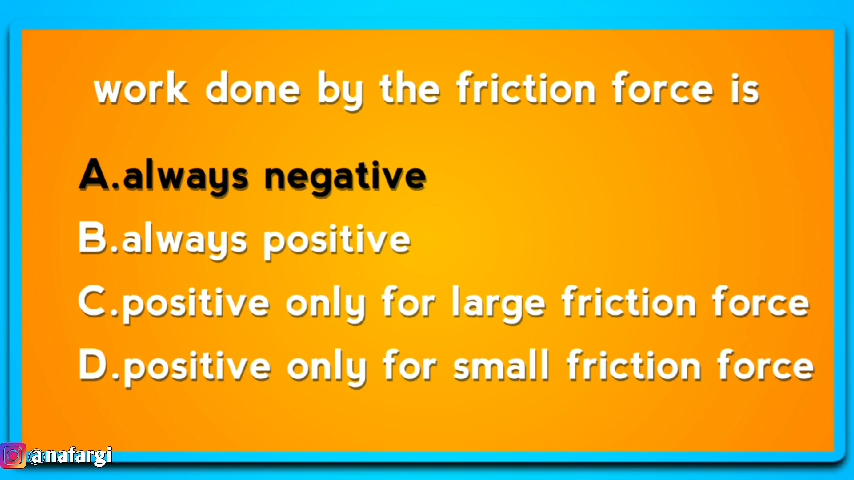 work done by the friction force is
A.always negative
B.always positive
C.positive only for large friction force
D.positive only for small friction force
anafargi